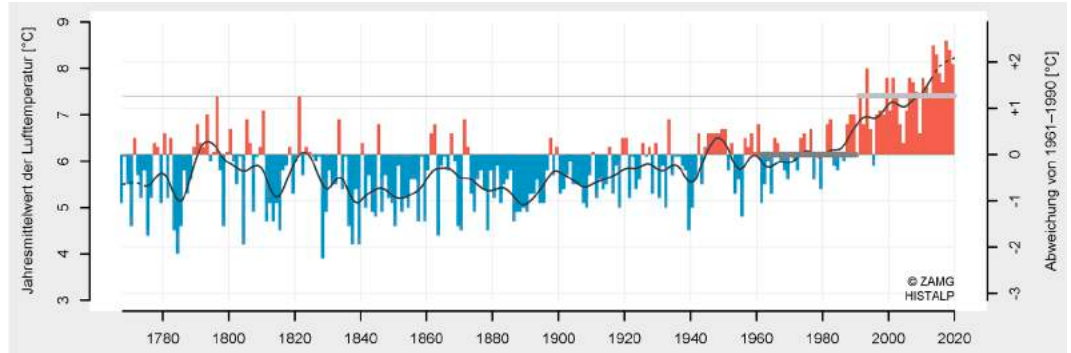 Jahresmittelwert der Lufttemperatur [°C]
9
8
7
6
5
4
3
+2
+1
0
-1
-2
-3
Abweichung von 1961–1990 [°C]
© ZAMG
HISTALP
1780 1800 1820 1840 1860 1880 1900 1920 1940 1960 1980 2000 2020